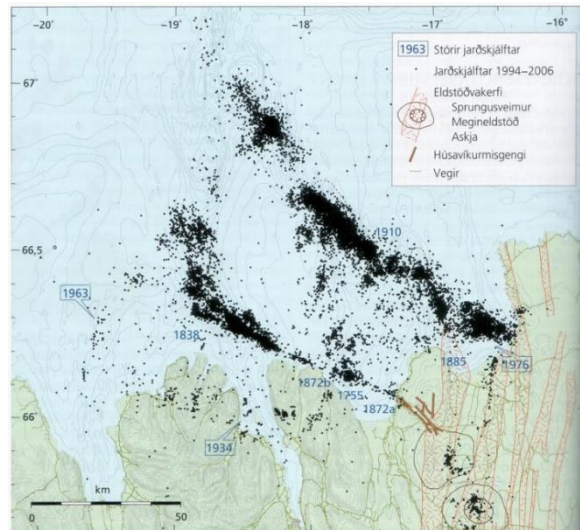 -20°
-19°
-18°
-17°
-16°
67°
66,5
66°
1963 Stórir jarðskjálftar
Jarðskjálftar 1994–2006
Eldstöðvakerfi
Sprungusveimur
Megineldstöð
Askja
Húsavíkurmisgengi
Vegir
1910
1963
1838
1885
1976
1872b
1755
1872a
1934
km
0 50